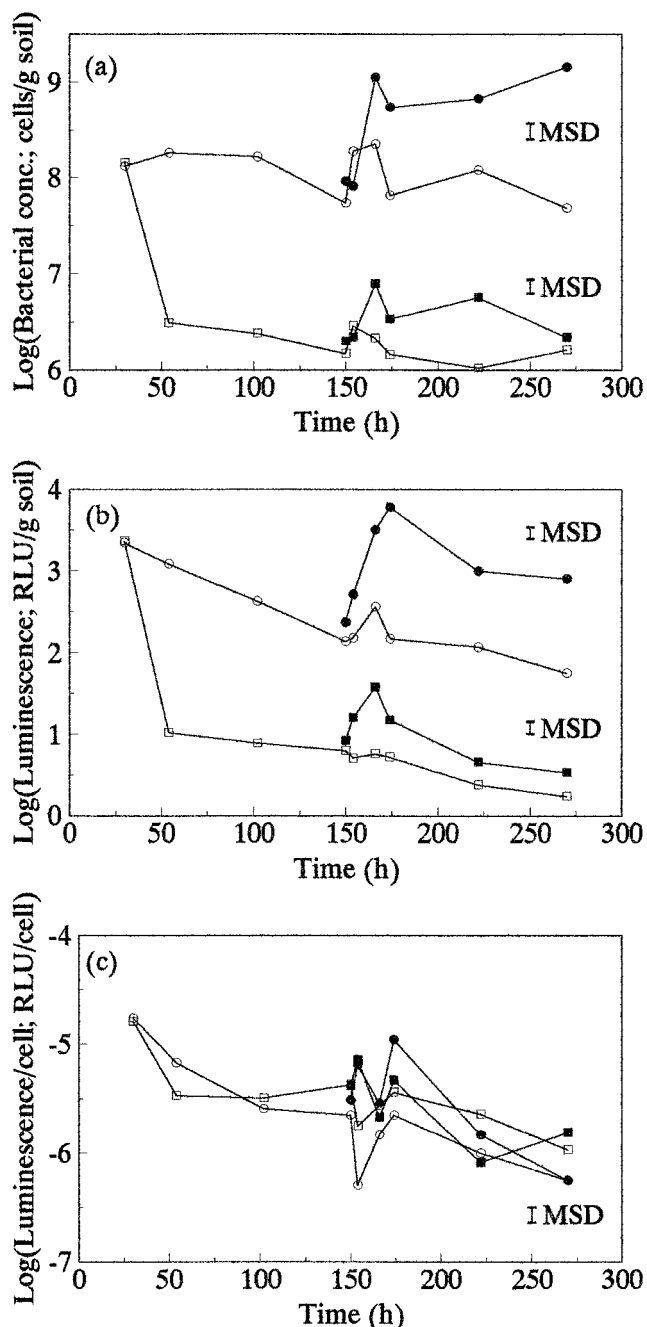 (a)
Log(Bacterial conc.; cells/g soil)
9
8
7
6
MSD
MSD
0 50 100 150 200 250 300
Time (h)
(b)
Log(Luminescence; RLU/g soil)
4
3
2
1
0
MSD
MSD
0 50 100 150 200 250 300
Time (h)
(c)
Log(Luminescence/cell; RLU/cell)
-4
-5
-6
-7
MSD
0 50 100 150 200 250 300
Time (h)